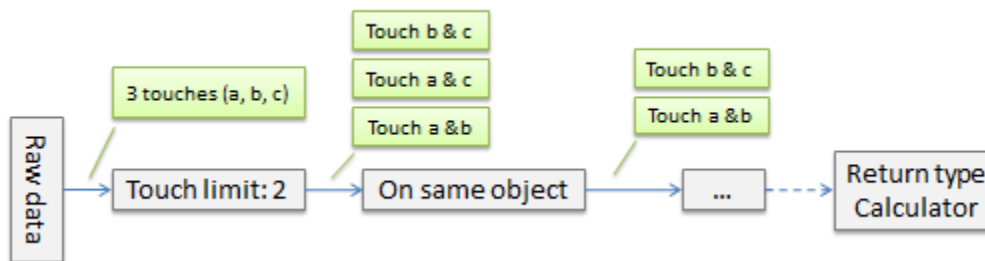 Touch b & c
Touch a & c
Touch a &b
Touch b & c
Touch a &b
3 touches (a, b, c)
Raw data
Touch limit: 2
On same object
...
Return type
Calculator